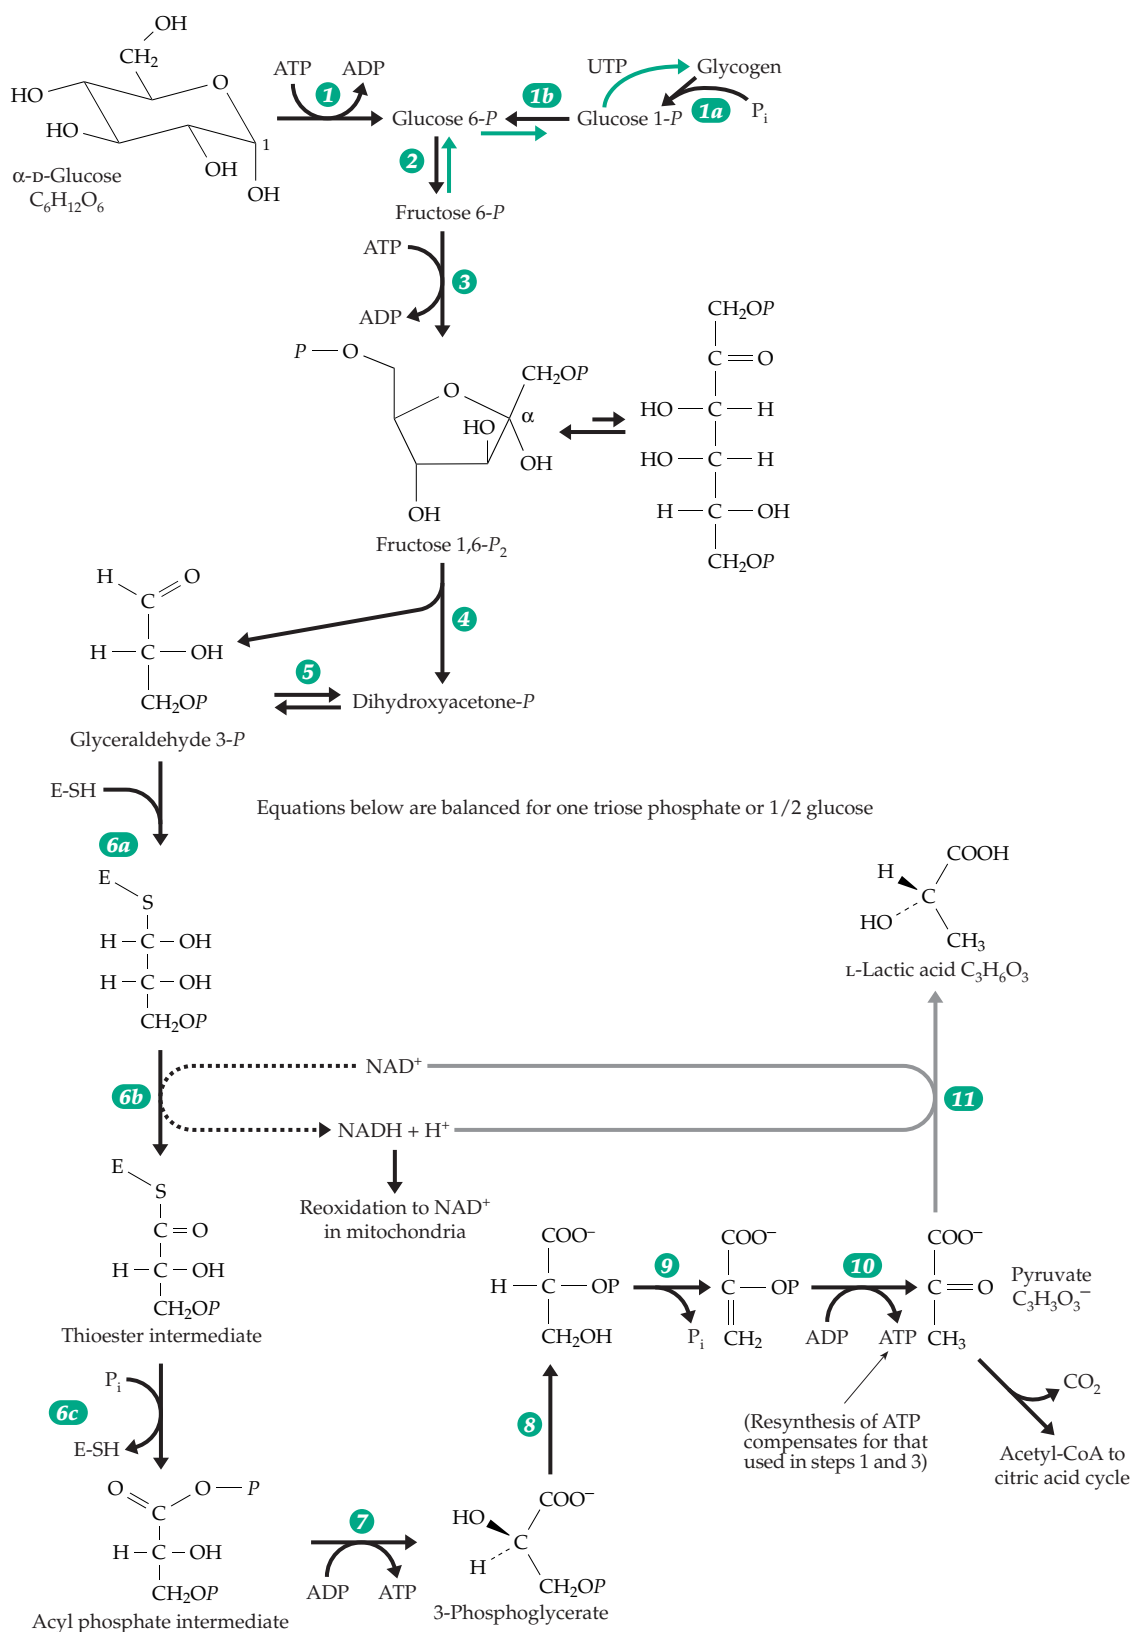 OH
CH2
HO
O
HO
OH
1
OH
α-D-Glucose
C6H12O6
ATP
ADP
1
Glucose 6-P
1b
UTP
Glycogen
Glucose 1-P
1a
Pi
2
Fructose 6-P
ATP
3
ADP
P—O
O
CH2OP
HO
α
OH
OH
Fructose 1,6-P2
CH2OP
C=O
HO—C—H
HO—C—H
H—C—OH
CH2OP
4
H
O
C
H—C—OH
CH2OP
Glyceraldehyde 3-P
5
Dihydroxyacetone-P
E-SH
Equations below are balanced for one triose phosphate or 1/2 glucose
6a
E
S
H–C–OH
H–C–OH
CH2OP
COOH
H
C
HO
CH3
L-Lactic acid C3H6O3
6b
NAD+
NADH + H+
11
Reoxidation to NAD+
in mitochondria
E
S
C=O
H–C–OH
CH2OP
Thioester intermediate
COO–
H—C—OP
CH2OH
9
Pi
COO–
C—OP
CH2
10
ADP
ATP
COO–
C=O
CH3
Pyruvate
C3H3O3–
CO2
Acetyl-CoA to
citric acid cycle
(Resynthesis of ATP
compensates for that
used in steps 1 and 3)
Pi
6c
E-SH
8
O
O—P
C
H–C–OH
CH2OP
Acyl phosphate intermediate
7
ADP
ATP
COO–
HO
C
H
CH2OP
3-Phosphoglycerate